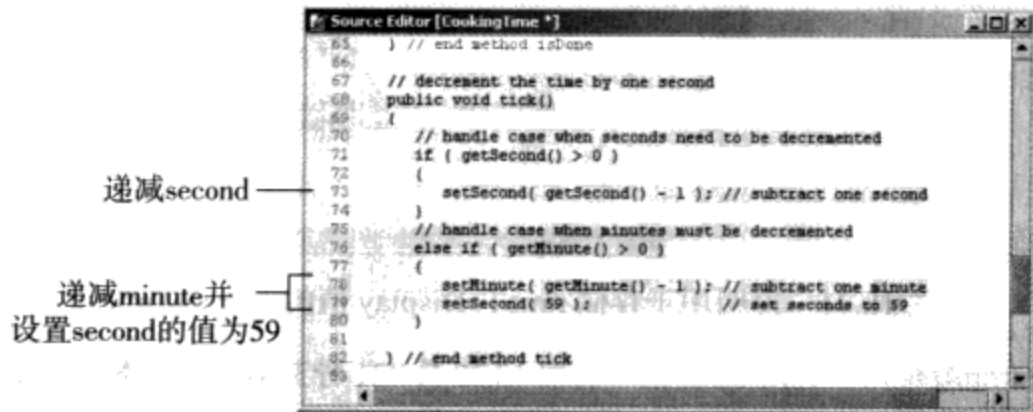 Source Editor [CookingTime *]
65 } // end method isDone
66
67 // decrement the time by one second
68 public void tick()
69 {
70 // handle case when seconds need to be decremented
71 if ( getSecond() > 0 )
72 {
递减second
73 setSecond( getSecond() - 1 ); // subtract one second
74 }
75 // handle case when minutes must be decremented
76 else if ( getMinute() > 0 )
77 {
递减minute并
设置second的值为59
78 setMinute( getMinute() - 1 ); // subtract one minute
79 setSecond( 59 ); // set seconds to 59
80 }
81
82 } // end method tick
83